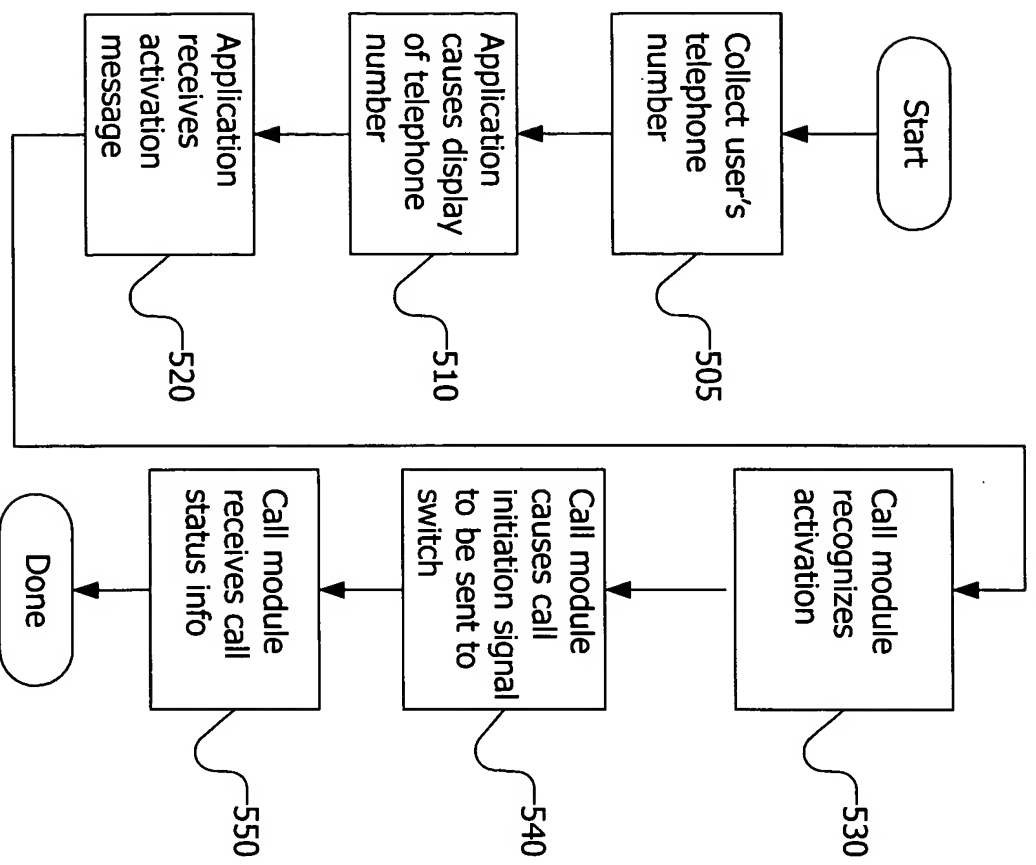 Start
Collect user's
telephone
number
505
Application
causes display
of telephone
number
510
Application
receives
activation
message
520
Call module
recognizes
activation
530
Call module
causes call
initiation signal
to be sent to
switch
540
Call module
receives call
status info
550
Done